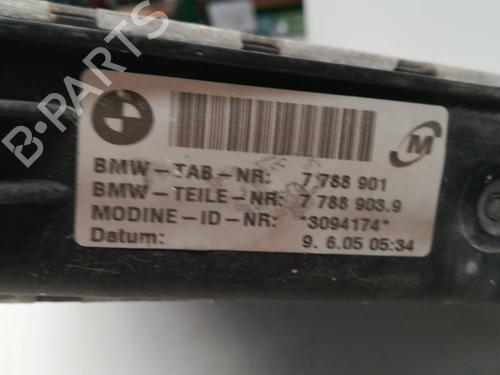 B-PARTS
BMW
M
BMW-TAB-NR: 7 788 901
BMW-TEILE-NR: 7 788 903.9
MODINE-ID-NR: *3094174*
Datum: 9. 6.05 05:34